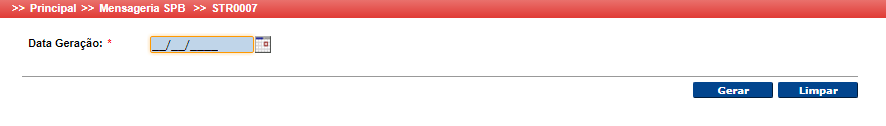 >> Principal >> Mensageria SPB >> STR0007
Data Geração: * __/__/____
Gerar Limpar